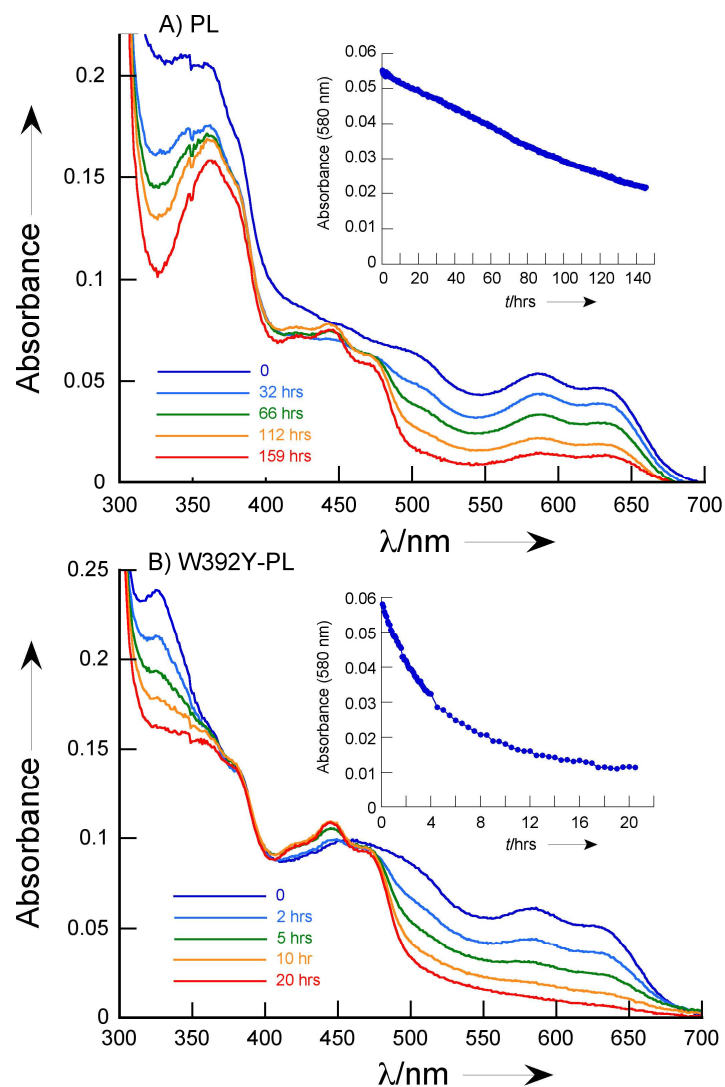 A) PL
Absorbance
0.2
0.15
0.1
0.05
0
300 350 400 450 500 550 600 650 700
λ/nm
0
32 hrs
66 hrs
112 hrs
159 hrs
Absorbance (580 nm)
0.06
0.05
0.04
0.03
0.02
0.01
0
0 20 40 60 80 100 120 140
t/hrs
B) W392Y-PL
Absorbance
0.25
0.2
0.15
0.1
0.05
0
300 350 400 450 500 550 600 650 700
λ/nm
0
2 hrs
5 hrs
10 hr
20 hrs
Absorbance (580 nm)
0.06
0.05
0.04
0.03
0.02
0.01
0
0 4 8 12 16 20
t/hrs